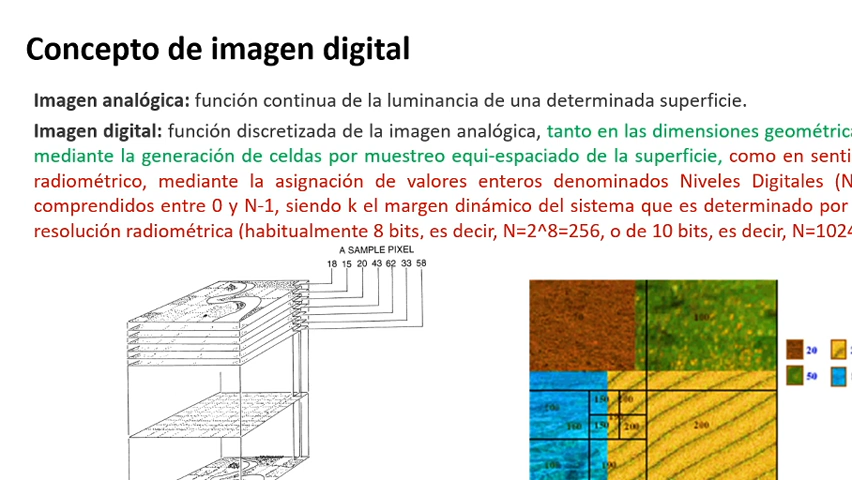 Concepto de imagen digital
Imagen analógica: función continua de la luminancia de una determinada superficie.
Imagen digital: función discretizada de la imagen analógica, tanto en las dimensiones geométrica
mediante la generación de celdas por muestreo equi-espaciado de la superficie, como en senti
radiométrico, mediante la asignación de valores enteros denominados Niveles Digitales (N
comprendidos entre 0 y N-1, siendo k el margen dinámico del sistema que es determinado por
resolución radiométrica (habitualmente 8 bits, es decir, N=2^8=256, o de 10 bits, es decir, N=1024
A SAMPLE PIXEL
18 15 20 43 62 33 58
100
20
50
150
200
150 200
200
160
190